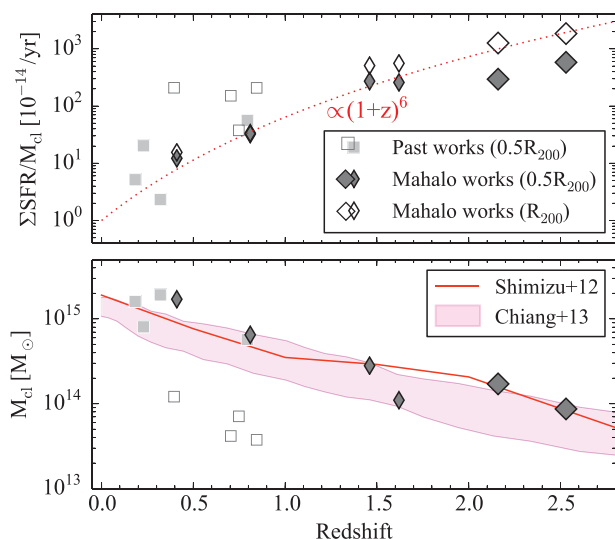 ΣSFR/M_cl [10^-14/yr]
10^3
10^2
10^1
10^0
∝(1+z)^6
Past works (0.5R_200)
Mahalo works (0.5R_200)
Mahalo works (R_200)
M_cl [M_⊙]
10^15
10^14
10^13
Shimizu+12
Chiang+13
0.0 0.5 1.0 1.5 2.0 2.5
Redshift